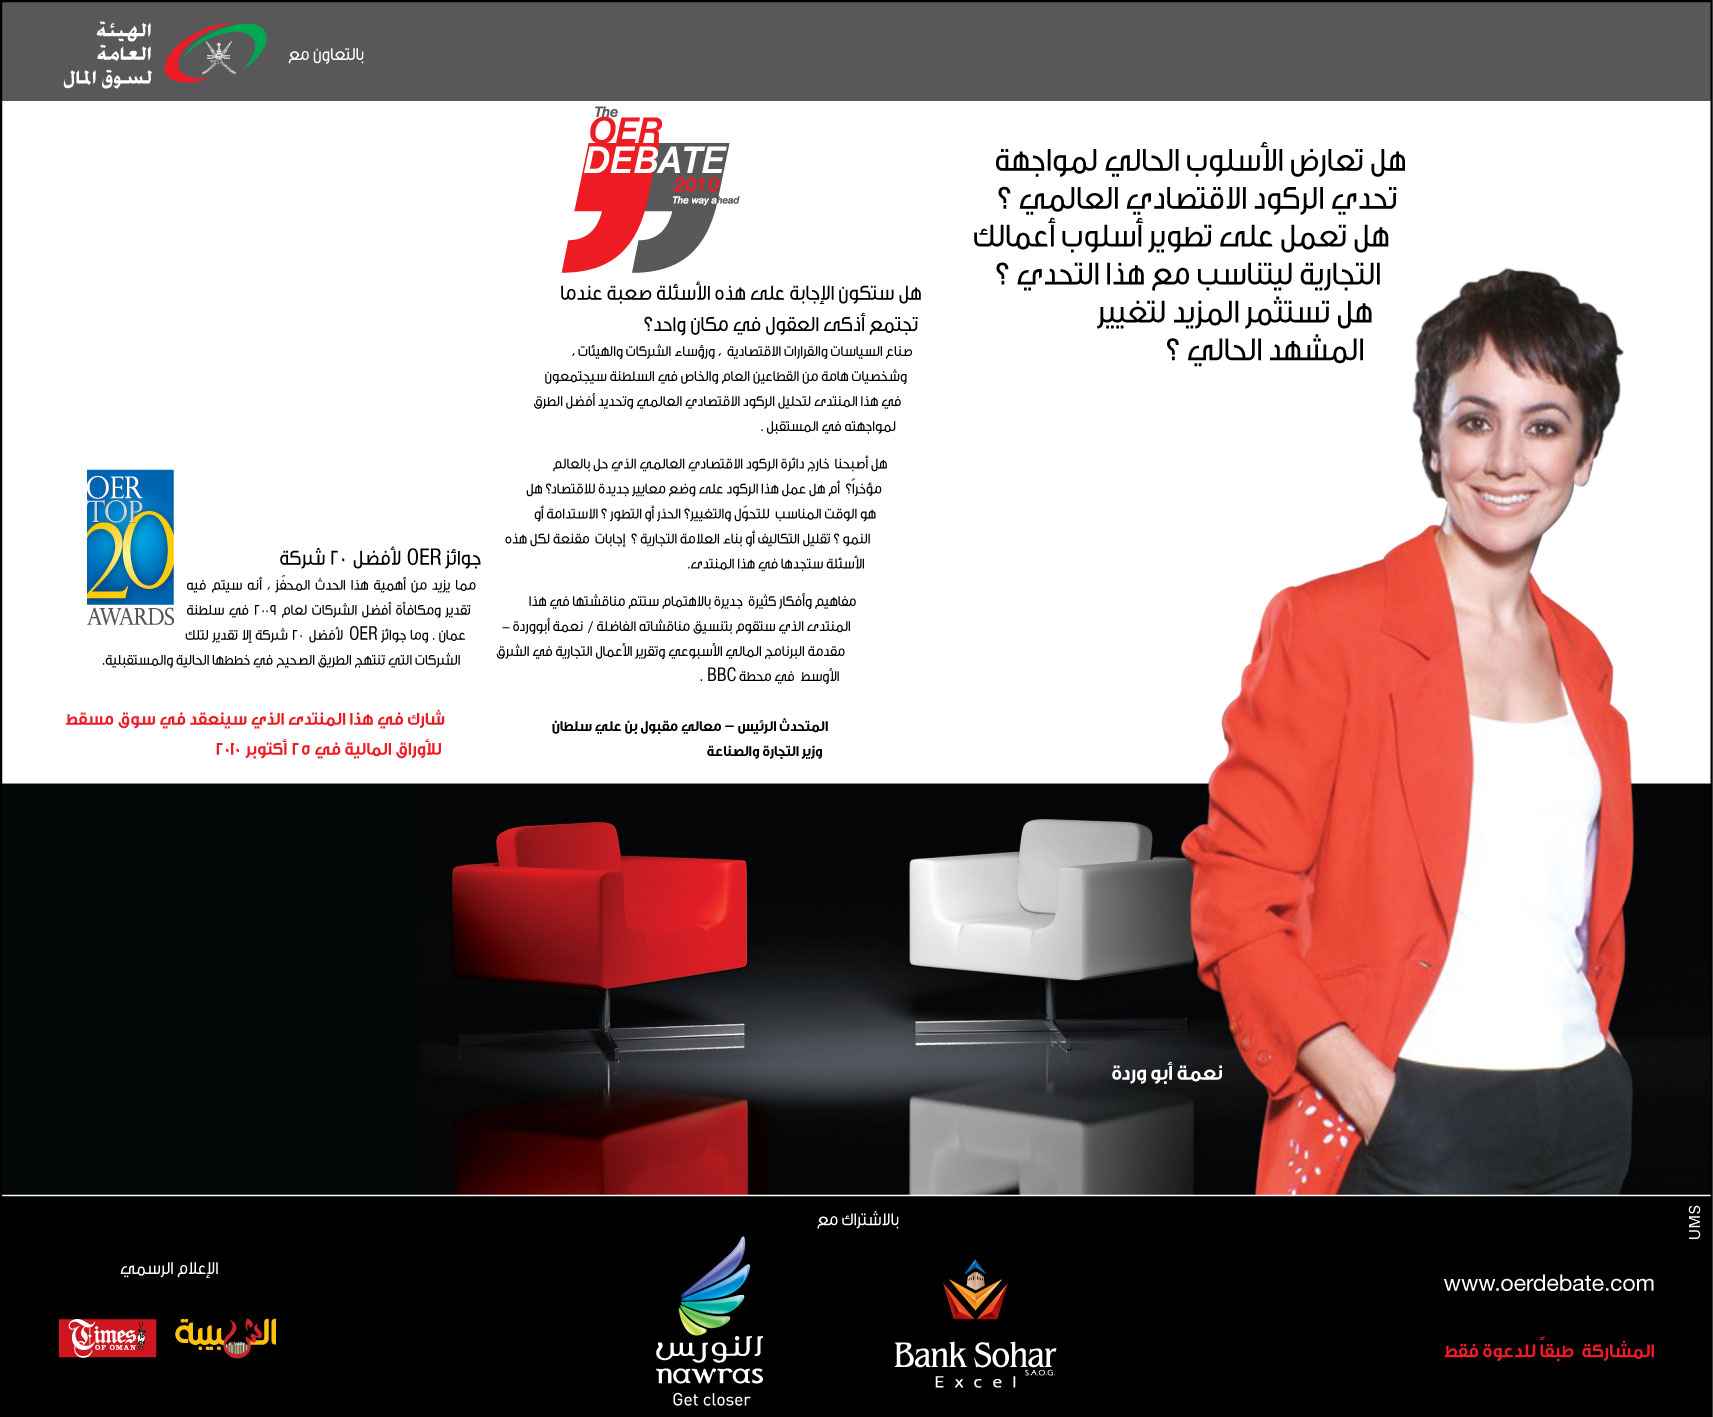 بالتعاون مع
الهيئة
العامة
لسوق المال
هل تعارض الأسلوب الحالي لمواجهة
تحدي الركود الاقتصادي العالمي ؟
هل تعمل على تطوير أسلوب أعمالك
التجارية ليتناسب مع هذا التحدي ؟
هل تستثمر المزيد لتغيير
المشهد الحالي ؟
The
OER
DEBATE
2010
The way ahead
هل ستكون الإجابة على هذه الأسئلة صعبة عندما
تجتمع أذكى العقول في مكان واحد؟
صناع السياسات والقرارات الاقتصادية ، ورؤساء الشركات والهيئات ،
وشخصيات هامة من القطاعين العام والخاص في السلطنة سيجتمعون
في هذا المنتدى لتحليل الركود الاقتصادي العالمي وتحديد أفضل الطرق
لمواجهته في المستقبل .
هل أصبحنا خارج دائرة الركود الاقتصادي العالمي الذي حل بالعالم
مؤخراً؟ أم هل عمل هذا الركود على وضع معايير جديدة للاقتصاد؟ هل
هو الوقت المناسب للتحوّل والتغيير؟ الحذر أو التطور ؟ الاستدامة أو
النمو ؟ تقليل التكاليف أو بناء العلامة التجارية ؟ إجابات مقنعة لكل هذه
الأسئلة ستجدها في هذا المنتدى.
مفاهيم وأفكار كثيرة جديرة بالاهتمام ستتم مناقشتها في هذا
المنتدى الذي ستقوم بتنسيق مناقشاته الفاضلة / نعمة أبووردة –
مقدمة البرنامج المالي الأسبوعي وتقرير الأعمال التجارية في الشرق
الأوسط في محطة BBC .
المتحدث الرئيس – معالي مقبول بن علي سلطان
وزير التجارة والصناعة
OER
TOP
20
AWARDS
جوائز OER لأفضل ٢٠ شركة
مما يزيد من أهمية هذا الحدث المحفّز ، أنه سيتم فيه
تقدير ومكافأة أفضل الشركات لعام ٢٠٠٩ في سلطنة
عمان . وما جوائز OER لأفضل ٢٠ شركة إلا تقدير لتلك
الشركات التي تنتهج الطريق الصحيح في خططها الحالية والمستقبلية.
شارك في هذا المنتدى الذي سينعقد في سوق مسقط
للأوراق المالية في ٢٥ أكتوبر ٢٠١٠
نعمة أبو وردة
UMS
www.oerdebate.com
المشاركة طبقاً للدعوة فقط
بالاشتراك مع
Bank Sohar
S.A.O.G.
Excel
النورس
nawras
Get closer
الإعلام الرسمي
الشبيبة
Times
OF OMAN